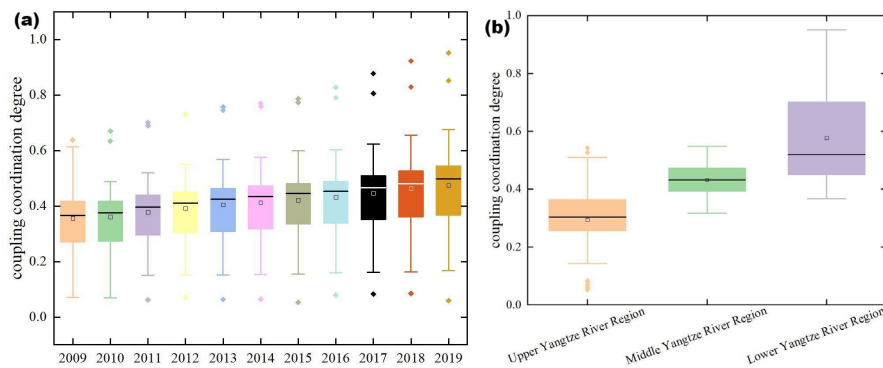 (a)
coupling coordination degree
1.0
0.8
0.6
0.4
0.2
0.0
2009 2010 2011 2012 2013 2014 2015 2016 2017 2018 2019
(b)
coupling coordination degree
1.0
0.8
0.6
0.4
0.2
0.0
Upper Yangtze River Region
Middle Yangtze River Region
Lower Yangtze River Region